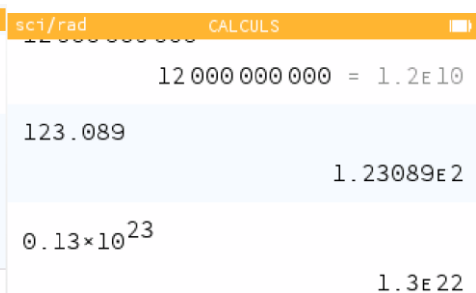 sci/rad CALCULS
12 000 000 000 = 1.2ᴇ10
123.089
1.23089ᴇ2
0.13×10²³
1.3ᴇ22